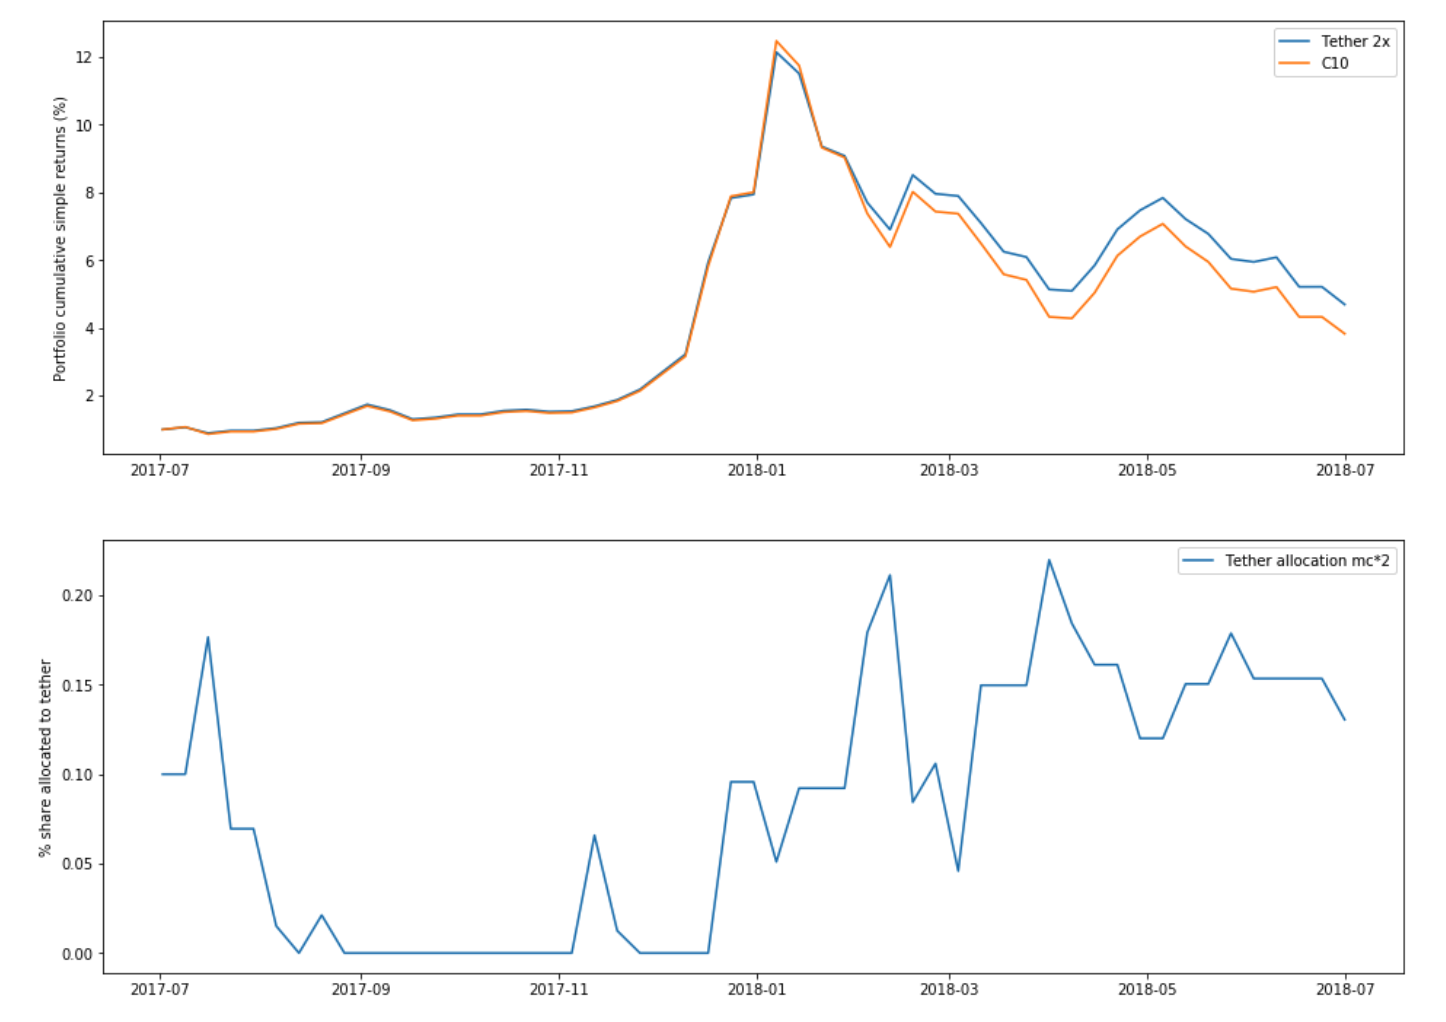 Tether 2x
C10
Portfolio cumulative simple returns (%)
12
10
8
6
4
2
2017-07 2017-09 2017-11 2018-01 2018-03 2018-05 2018-07
Tether allocation mc*2
% share allocated to tether
0.20
0.15
0.10
0.05
0.00
2017-07 2017-09 2017-11 2018-01 2018-03 2018-05 2018-07